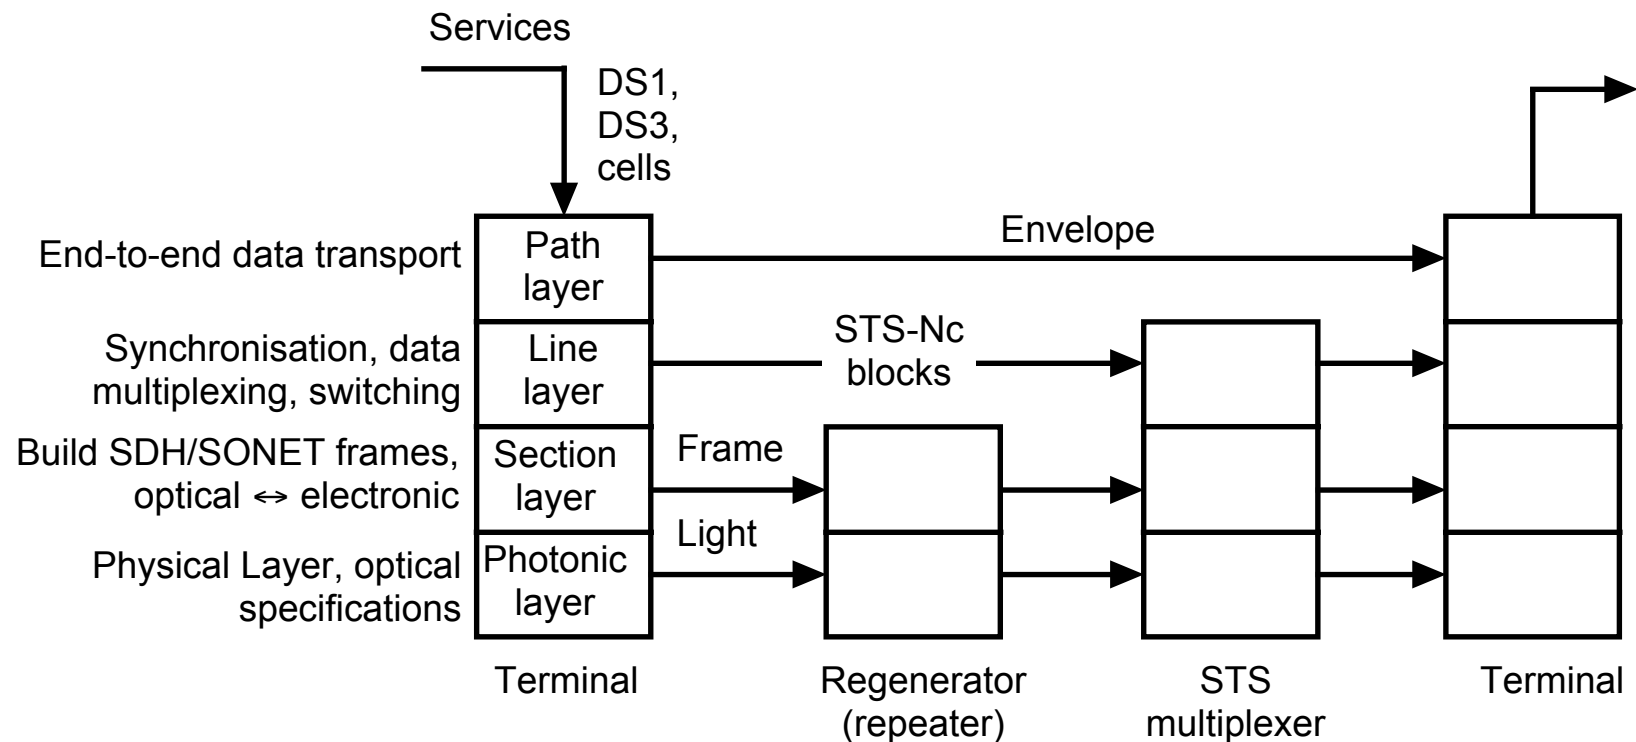 Services
DS1,
DS3,
cells
End-to-end data transport
Path
layer
Envelope
Synchronisation, data
multiplexing, switching
Line
layer
STS-Nc
blocks
Build SDH/SONET frames,
optical ⇔ electronic
Section
layer
Frame
Light
Physical Layer, optical
specifications
Photonic
layer
Terminal
Regenerator
(repeater)
STS
multiplexer
Terminal